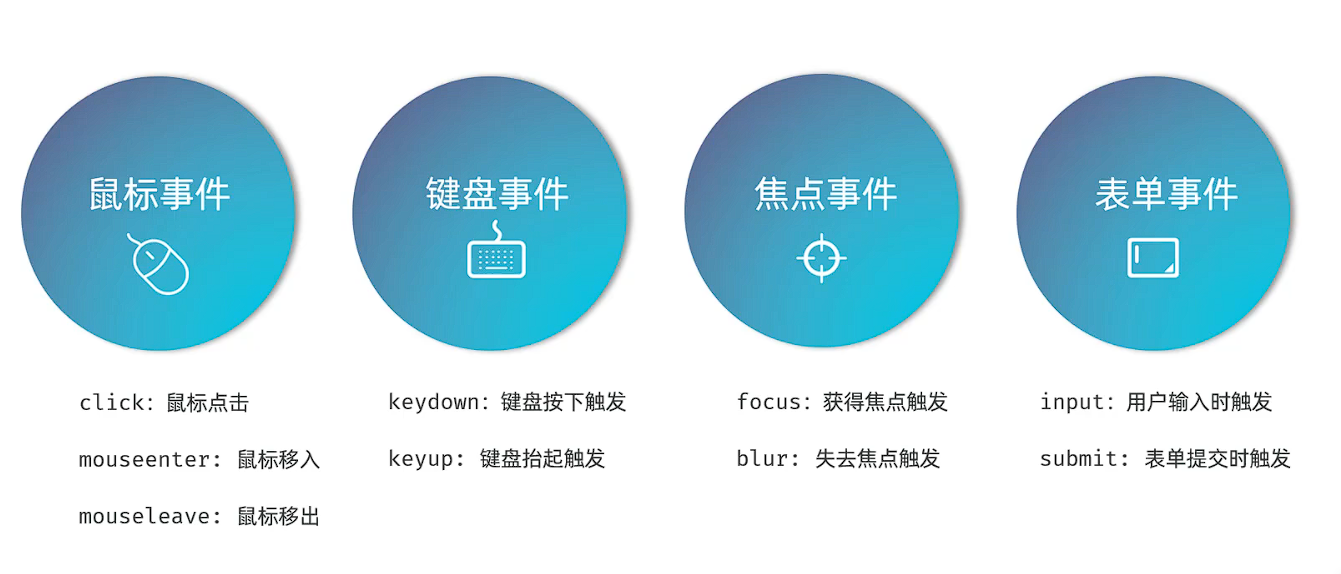 鼠标事件
click: 鼠标点击
mouseenter: 鼠标移入
mouseleave: 鼠标移出
键盘事件
keydown: 键盘按下触发
keyup: 键盘抬起触发
焦点事件
focus: 获得焦点触发
blur: 失去焦点触发
表单事件
input: 用户输入时触发
submit: 表单提交时触发